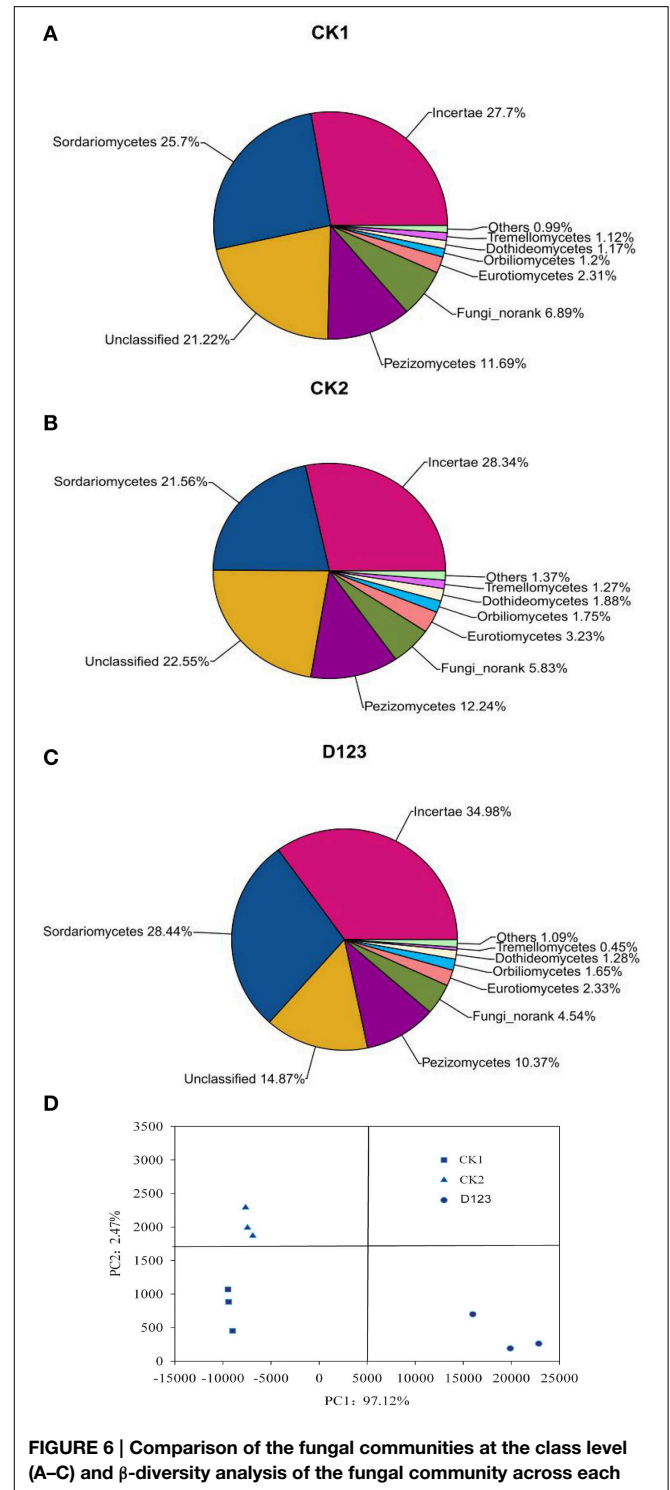 A
CK1
Incertae 27.7%
Sordariomycetes 25.7%
Others 0.99%
Tremellomycetes 1.12%
Dothideomycetes 1.17%
Orbiliomycetes 1.2%
Eurotiomycetes 2.31%
Fungi_norank 6.89%
Unclassified 21.22%
Pezizomycetes 11.69%
CK2
B
Incertae 28.34%
Sordariomycetes 21.56%
Others 1.37%
Tremellomycetes 1.27%
Dothideomycetes 1.88%
Orbiliomycetes 1.75%
Eurotiomycetes 3.23%
Unclassified 22.55%
Fungi_norank 5.83%
Pezizomycetes 12.24%
C
D123
Incertae 34.98%
Sordariomycetes 28.44%
Others 1.09%
Tremellomycetes 0.45%
Dothideomycetes 1.28%
Orbiliomycetes 1.65%
Eurotiomycetes 2.33%
Fungi_norank 4.54%
Pezizomycetes 10.37%
Unclassified 14.87%
D
3500
3000
2500
2000
1500
1000
500
0
PC2: 2.47%
CK1
CK2
D123
-15000 -10000 -5000 0 5000 10000 15000 20000 25000
PC1: 97.12%
FIGURE 6 | Comparison of the fungal communities at the class level
(A–C) and β-diversity analysis of the fungal community across each